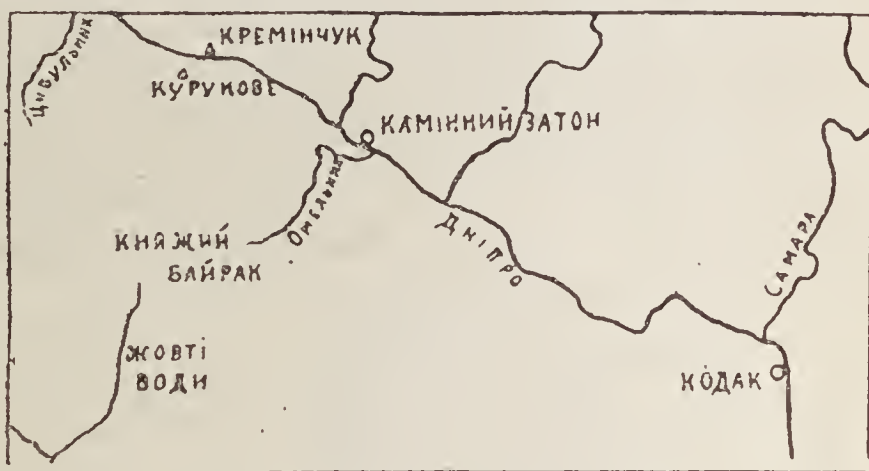 Цибульник
КРЕМІНЧУК
КУРУКОВЕ
КАМІННИЙ ЗАТОН
Омельник
ДНІПРО
КНЯЖИЙ
БАЙРАК
САМАРА
ЖОВТІ
ВОДИ
КОДАК